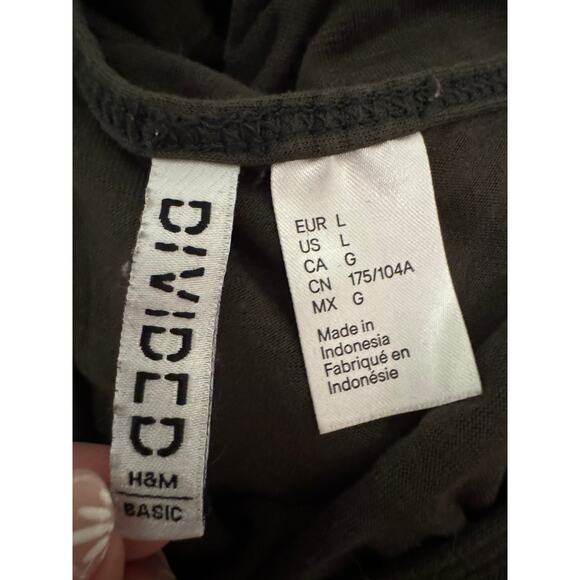 DIVIDED
H&M
BASIC
EUR L
US L
CA G
CN 175/104A
MX G
Made in
Indonesia
Fabriqué en
Indonésie